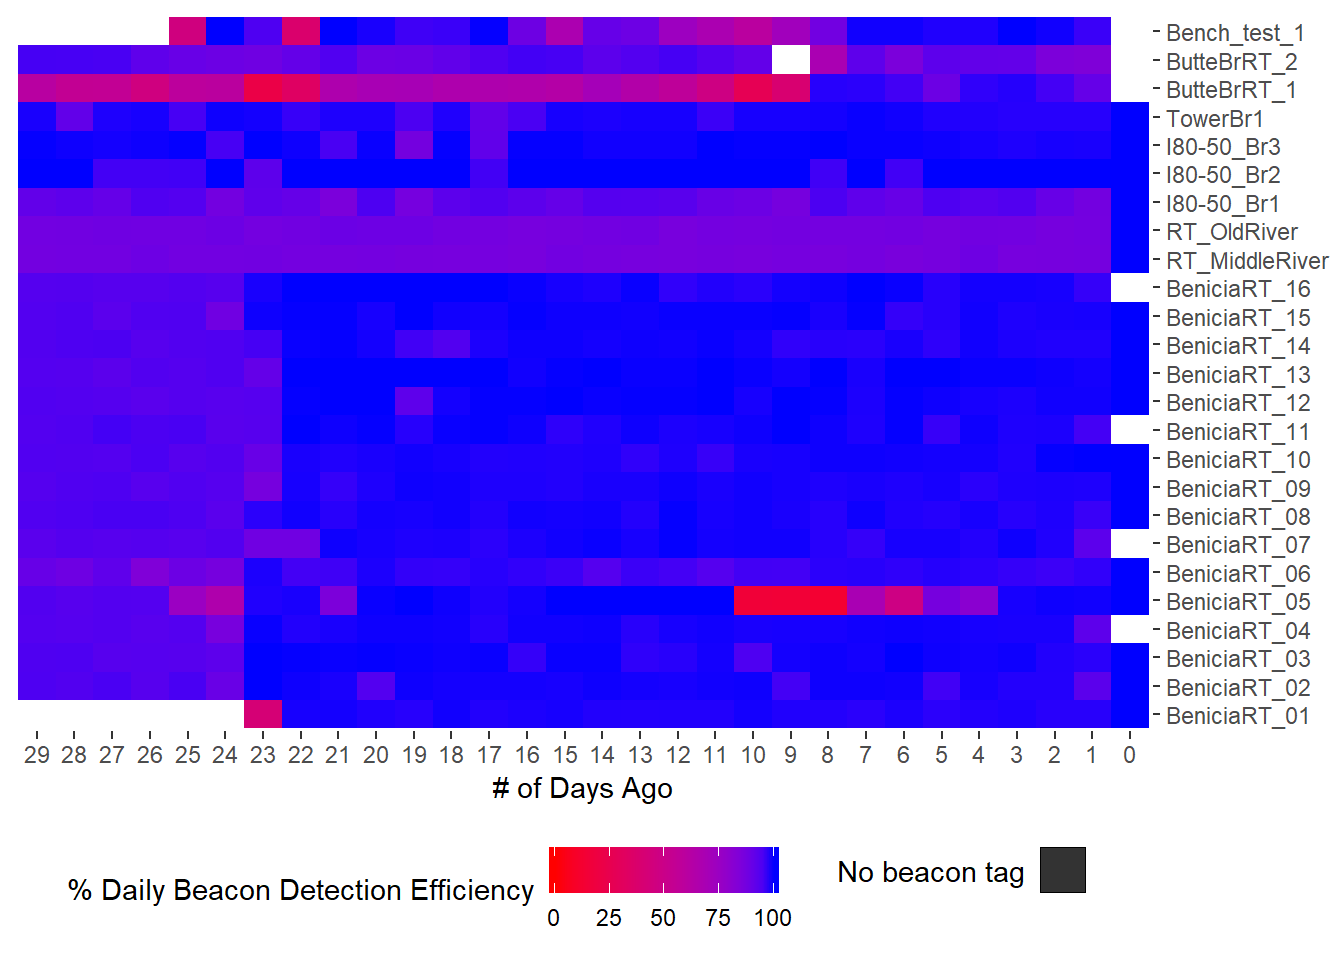 Bench_test_1
ButteBrRT_2
ButteBrRT_1
TowerBr1
I80-50_Br3
I80-50_Br2
I80-50_Br1
RT_OldRiver
RT_MiddleRiver
BeniciaRT_16
BeniciaRT_15
BeniciaRT_14
BeniciaRT_13
BeniciaRT_12
BeniciaRT_11
BeniciaRT_10
BeniciaRT_09
BeniciaRT_08
BeniciaRT_07
BeniciaRT_06
BeniciaRT_05
BeniciaRT_04
BeniciaRT_03
BeniciaRT_02
BeniciaRT_01
29 28 27 26 25 24 23 22 21 20 19 18 17 16 15 14 13 12 11 10 9 8 7 6 5 4 3 2 1 0
# of Days Ago
% Daily Beacon Detection Efficiency
0 25 50 75 100
No beacon tag